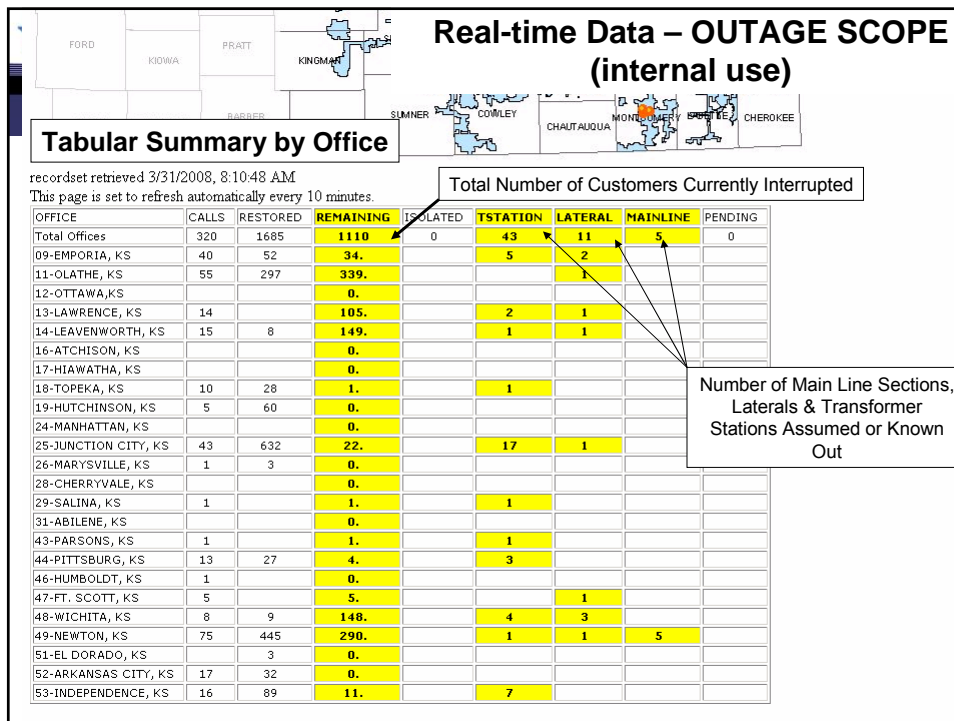 Real-time Data – OUTAGE SCOPE
(internal use)
FORD
KIOWA
PRATT
KINGMAN
BARBER
SUMNER
COWLEY
CHAUTAUQUA
MONTGOMERY
LABETTE
CHEROKEE
Tabular Summary by Office
recordset retrieved 3/31/2008, 8:10:48 AM
This page is set to refresh automatically every 10 minutes.
Total Number of Customers Currently Interrupted
OFFICE CALLS RESTORED REMAINING ISOLATED TSTATION LATERAL MAINLINE PENDING
Total Offices 320 1685 1110 0 43 11 5 0
09-EMPORIA, KS 40 52 34. 5 2
11-OLATHE, KS 55 297 339. 1
12-OTTAWA,KS 0.
13-LAWRENCE, KS 14 105. 2 1
14-LEAVENWORTH, KS 15 8 149. 1 1
16-ATCHISON, KS 0.
17-HIAWATHA, KS 0.
18-TOPEKA, KS 10 28 1. 1
19-HUTCHINSON, KS 5 60 0.
24-MANHATTAN, KS 0.
25-JUNCTION CITY, KS 43 632 22. 17 1
26-MARYSVILLE, KS 1 3 0.
28-CHERRYVALE, KS 0.
29-SALINA, KS 1 1. 1
31-ABILENE, KS 0.
43-PARSONS, KS 1 1. 1
44-PITTSBURG, KS 13 27 4. 3
46-HUMBOLDT, KS 1 0.
47-FT. SCOTT, KS 5 5. 1
48-WICHITA, KS 8 9 148. 4 3
49-NEWTON, KS 75 445 290. 1 1 5
51-EL DORADO, KS 3 0.
52-ARKANSAS CITY, KS 17 32 0.
53-INDEPENDENCE, KS 16 89 11. 7
Number of Main Line Sections,
Laterals & Transformer
Stations Assumed or Known
Out